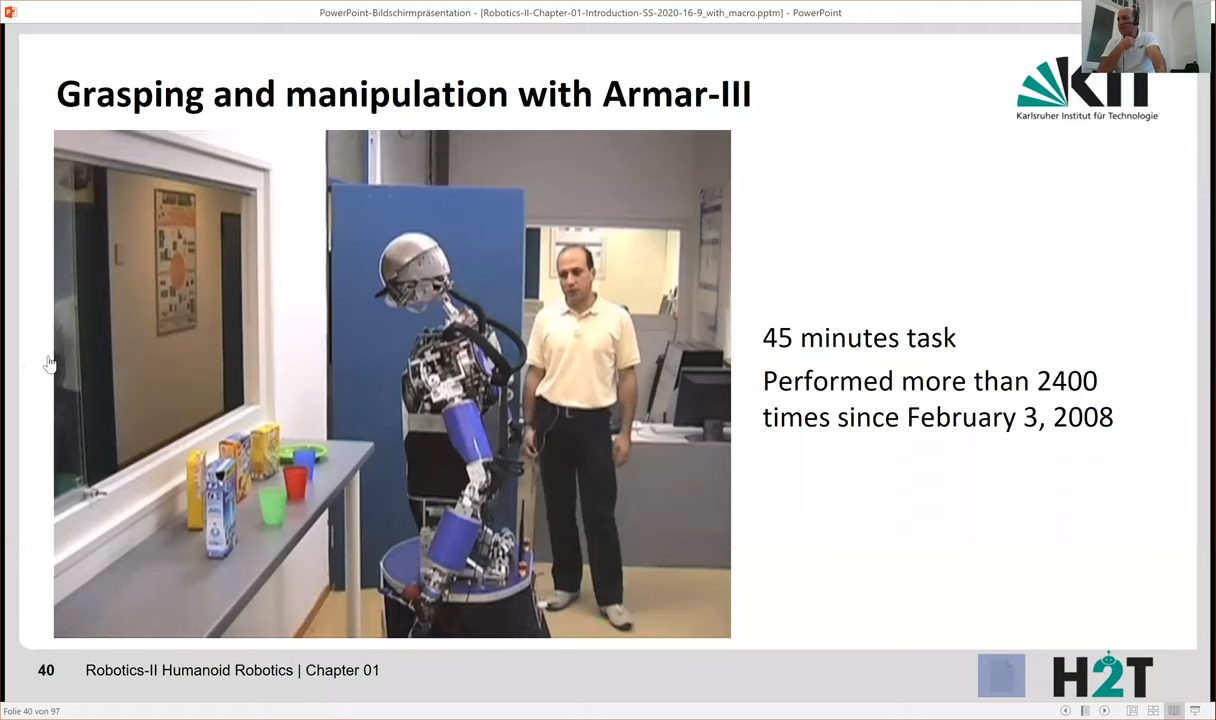 PowerPoint-Bildschirmpräsentation - [Robotics-II-Chapter-01-Introduction-SS-2020-16-9_with_macro.pptm] - PowerPoint
Grasping and manipulation with Armar-III
KIT
Karlsruher Institut für Technologie
45 minutes task
Performed more than 2400
times since February 3, 2008
40 Robotics-II Humanoid Robotics | Chapter 01
H2T
Folie 40 von 97